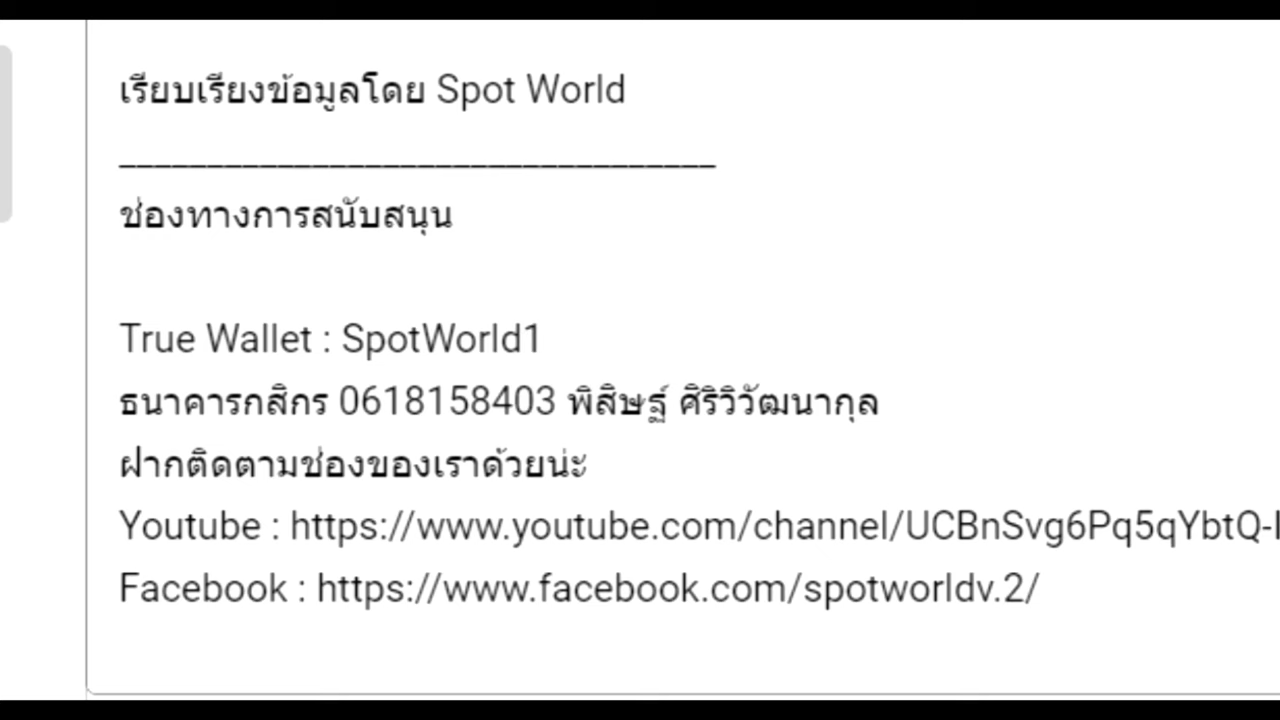 เรียบเรียงข้อมูลโดย Spot World
__________________________________
ช่องทางการสนับสนุน
True Wallet : SpotWorld1
ธนาคารกสิกร 0618158403 พิสิษฐ์ ศิริวิวัฒนากุล
ฝากติดตามช่องของเราด้วยน่ะ
Youtube : https://www.youtube.com/channel/UCBnSvg6Pq5qYbtQ-
Facebook : https://www.facebook.com/spotworldv.2/